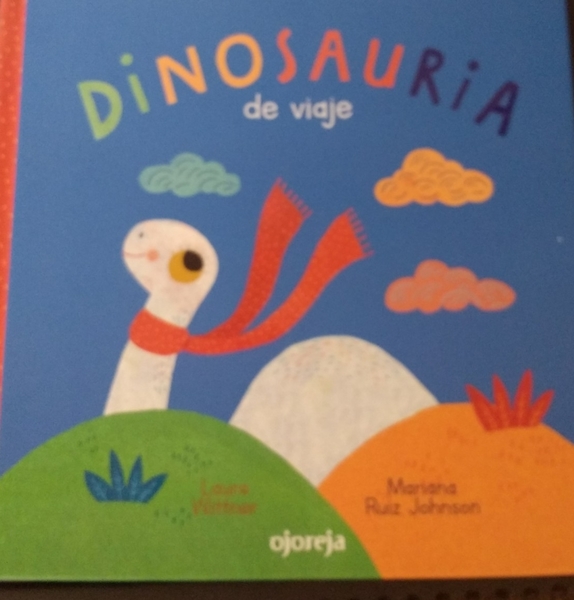 DiNOSAURiA
de viaje
Laura
Wittner
Mariana
Ruiz Johnson
ojoreja